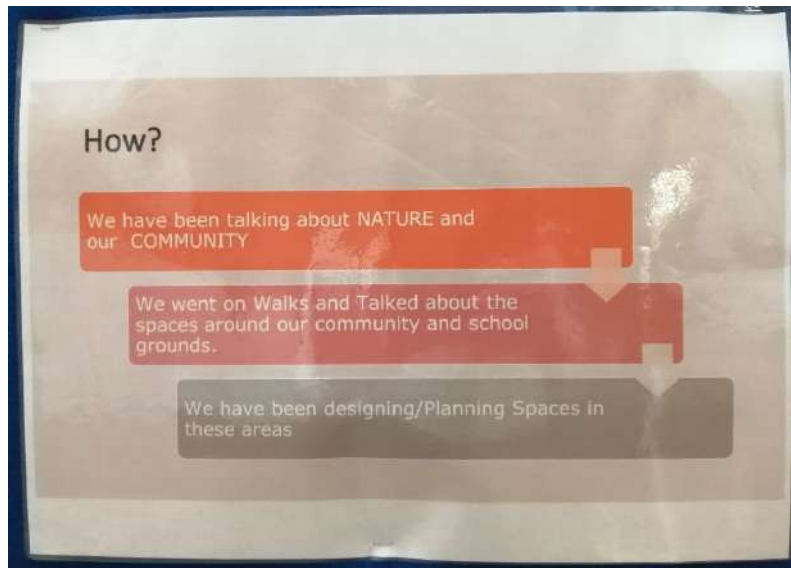 How?
We have been talking about NATURE and
our COMMUNITY
We went on Walks and Talked about the
spaces around our community and school
grounds.
We have been designing/Planning Spaces in
these areas